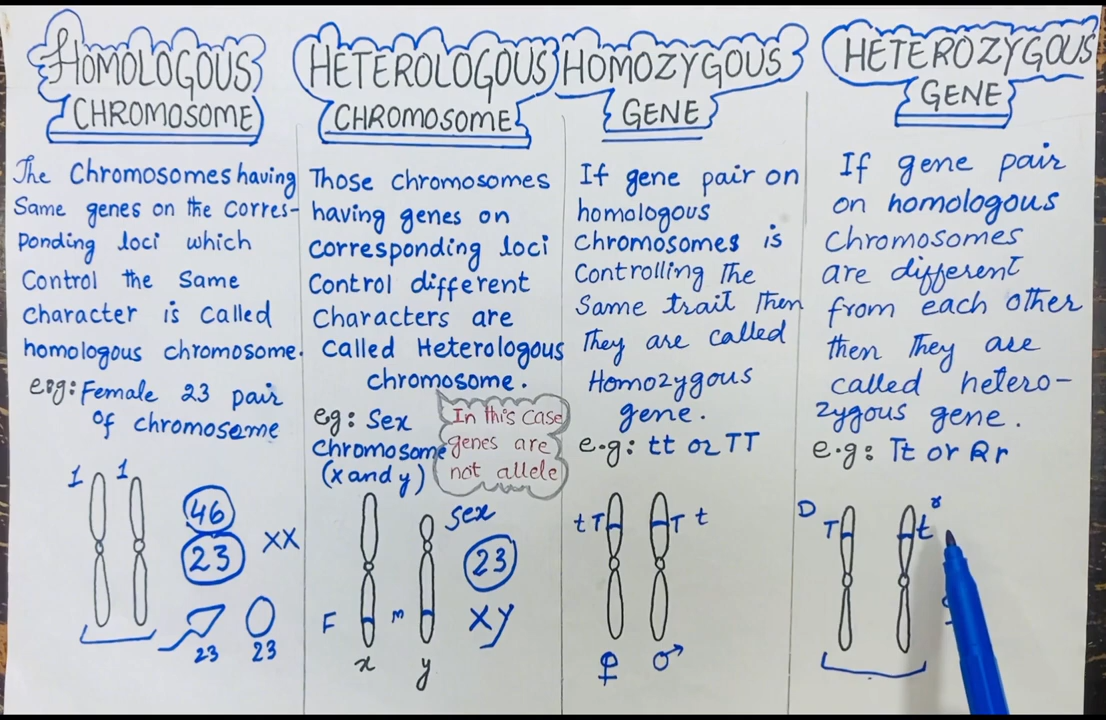 HOMOLOGOUS
CHROMOSOME
The Chromosomes having
Same genes on the Corres-
ponding loci which
Control the Same
Character is called
homologous chromosome.
eg: Female 23 pair
of chromosome
1 1
46
23
XX
23 23
HETEROLOGOUS
CHROMOSOME
Those chromosomes
having genes on
corresponding loci
Control different
Characters are
called Heterologous
chromosome.
eg: Sex
Chromosome
(x and y)
In this case
genes are
not allele
Sex
23
F m
xy
x y
HOMOZYGOUS
GENE
If gene pair on
homologous
Chromosomes is
Controlling The
Same trait Then
They are called
Homozygous
gene.
e.g: tt or TT
t T T t
♀ ♂
HETEROZYGOUS
GENE
If gene pair
on homologous
Chromosomes
are different
from each other
then They are
called hetero-
zygous gene.
e.g: Tt or Rr
D r
T t